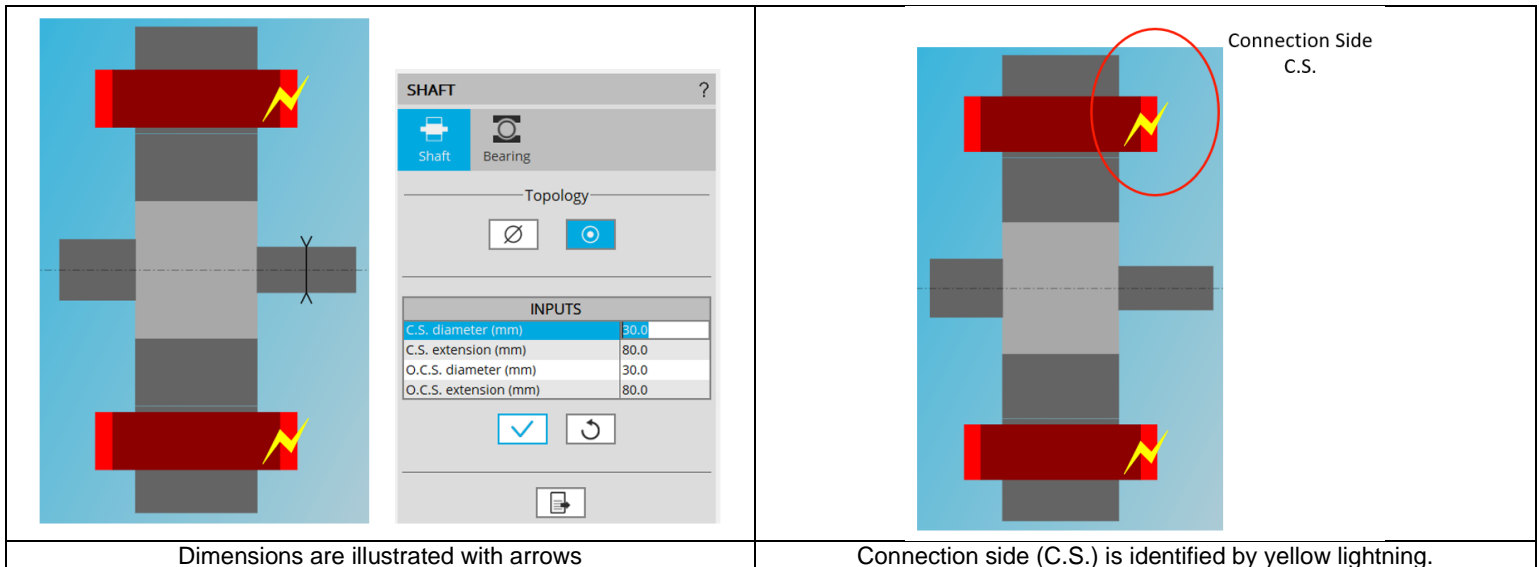 SHAFT ?
Shaft Bearing
Topology
INPUTS
C.S. diameter (mm) 30.0
C.S. extension (mm) 80.0
O.C.S. diameter (mm) 30.0
O.C.S. extension (mm) 80.0
Dimensions are illustrated with arrows
Connection Side
C.S.
Connection side (C.S.) is identified by yellow lightning.